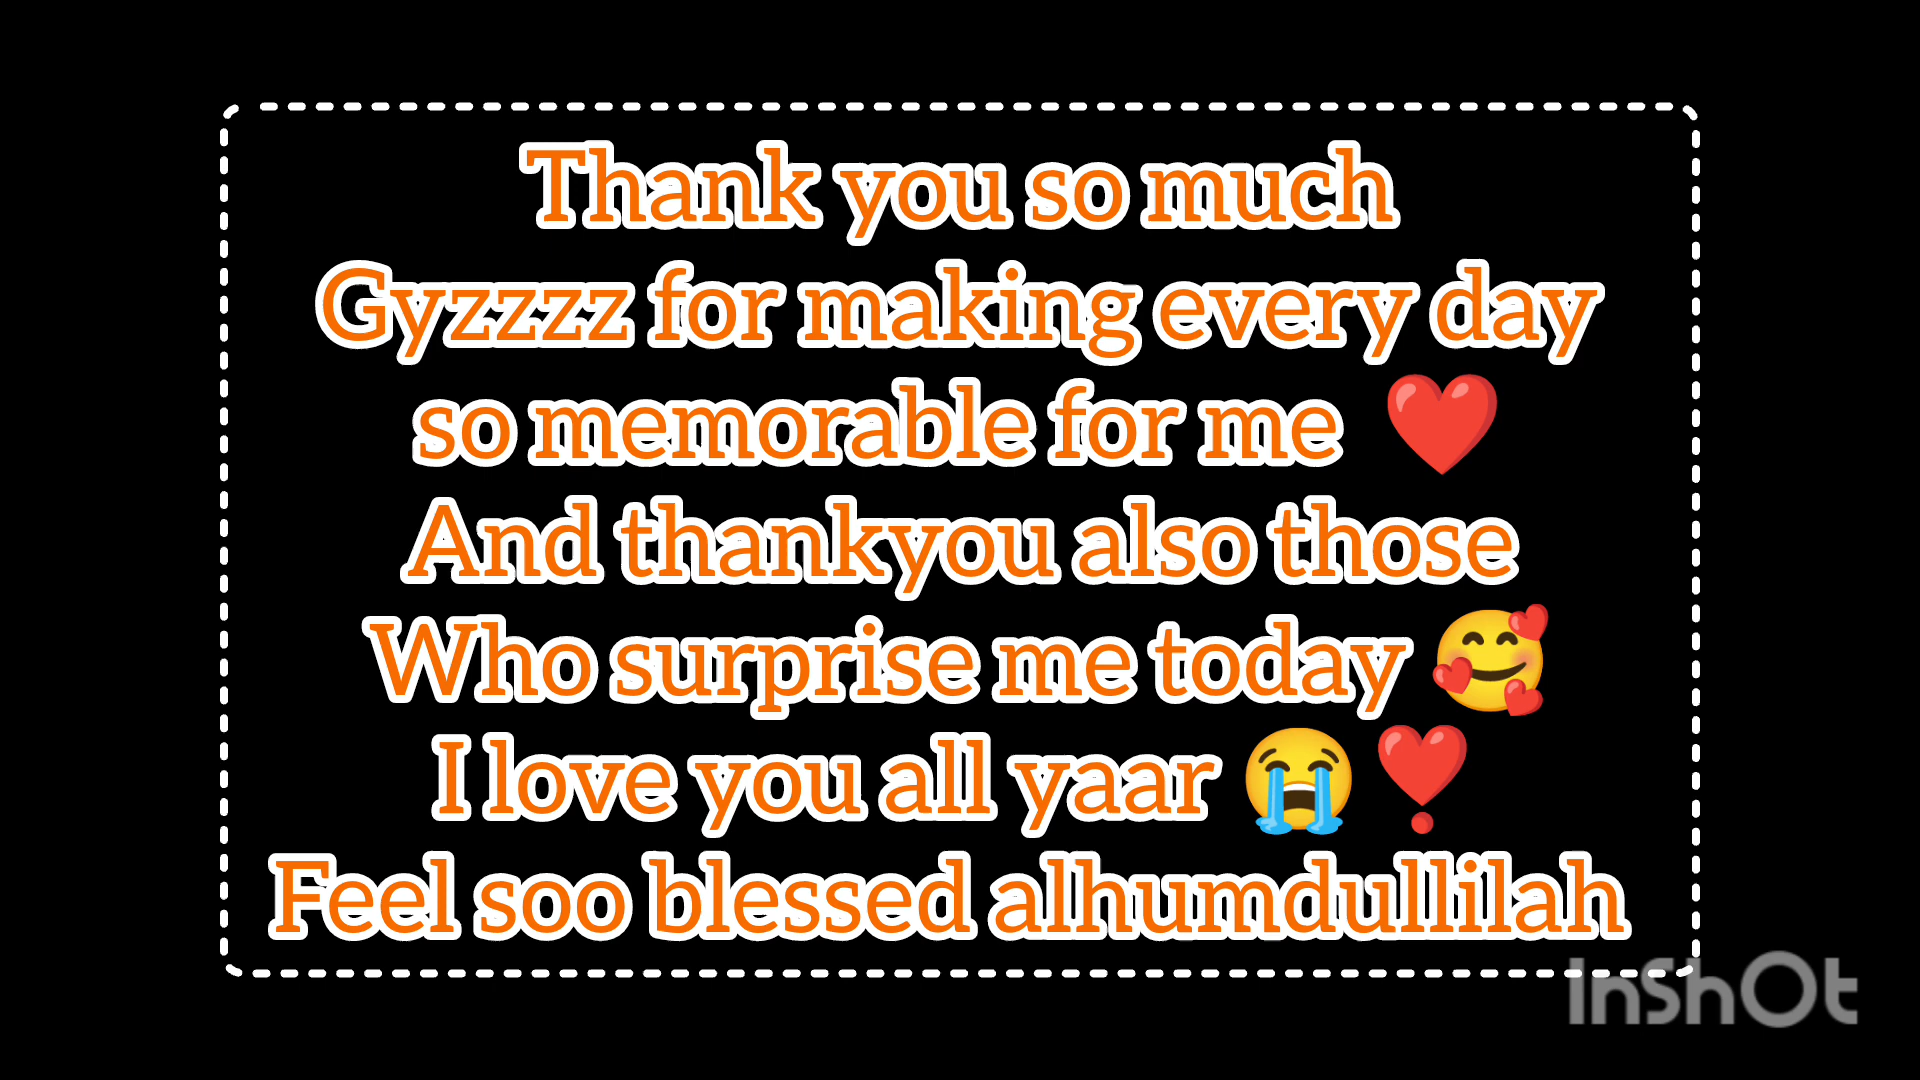 Thank you so much
Gyzzzz for making every day
so memorable for me ❤️
And thankyou also those
Who surprise me today 🥰
I love you all yaar 😭❣️
Feel soo blessed alhumdullilah
InShOt